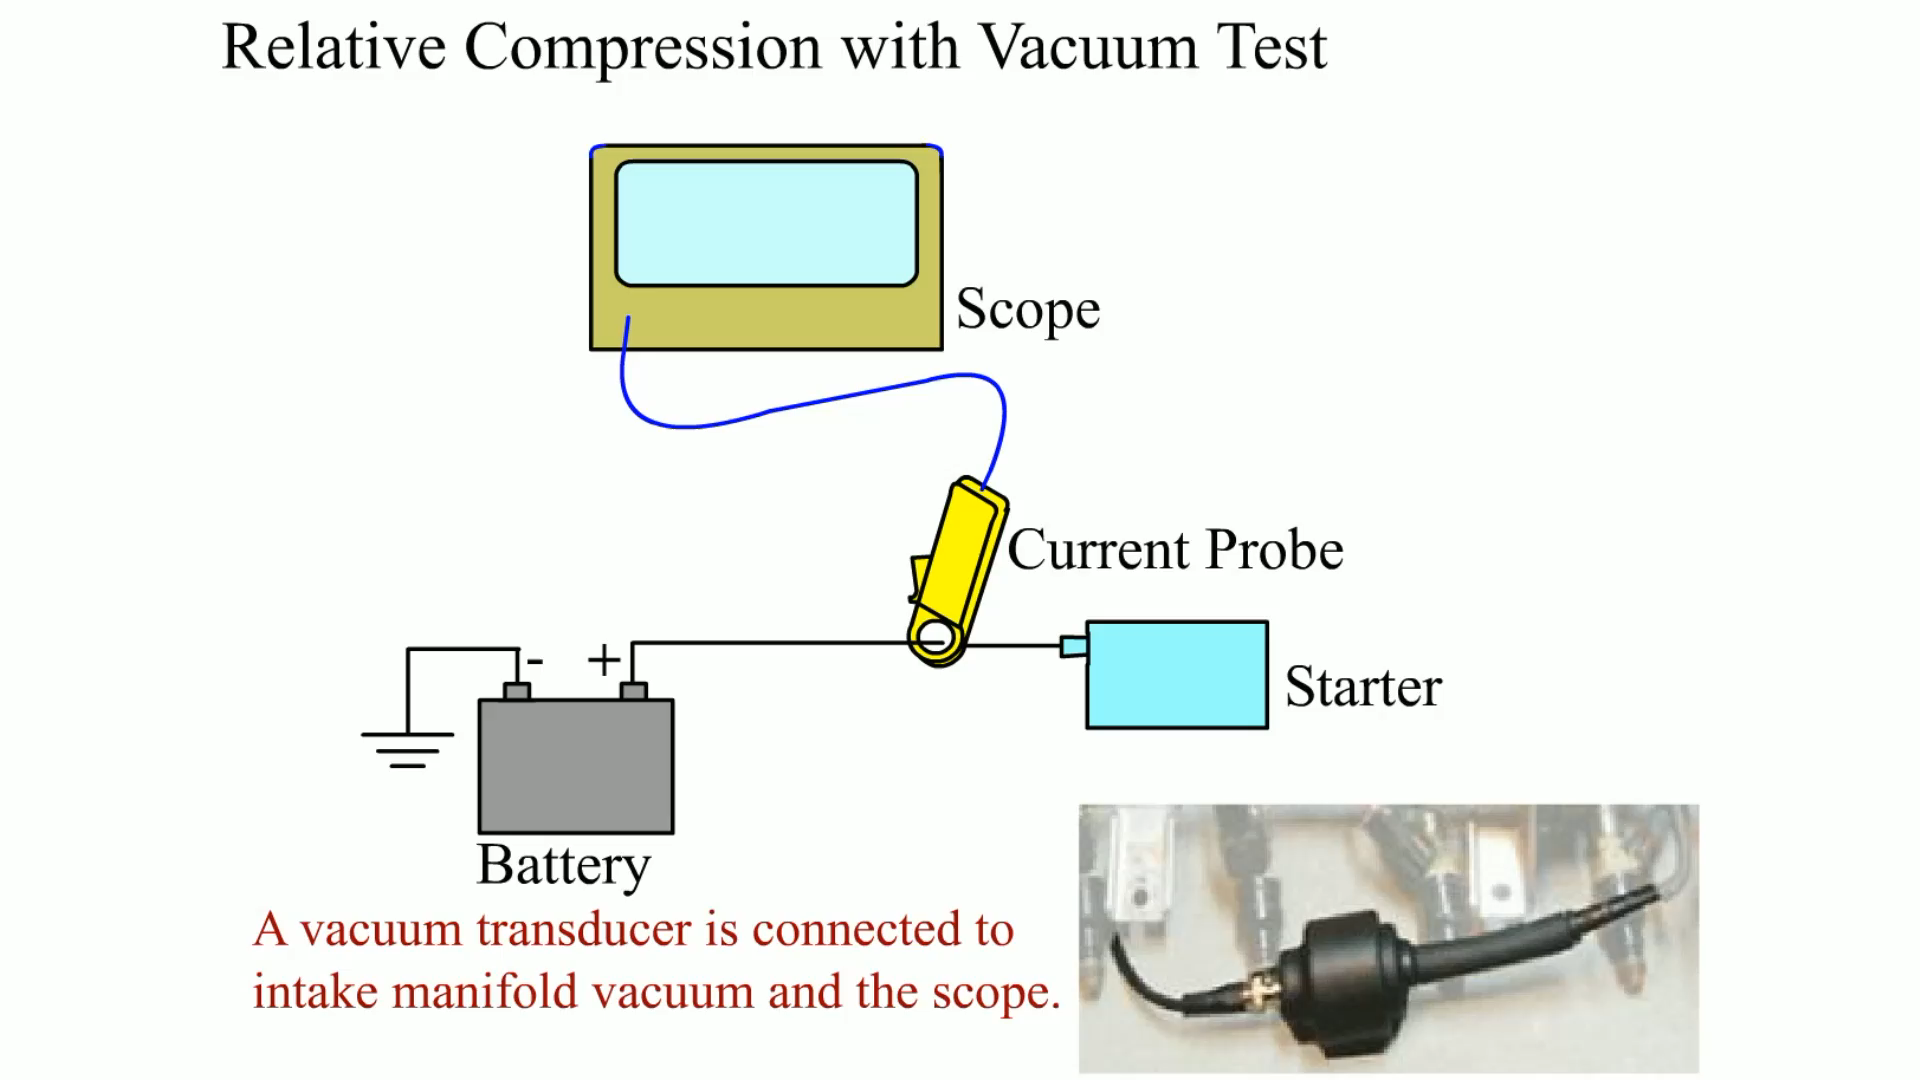 Relative Compression with Vacuum Test
Scope
Current Probe
- +
Starter
Battery
A vacuum transducer is connected to
intake manifold vacuum and the scope.